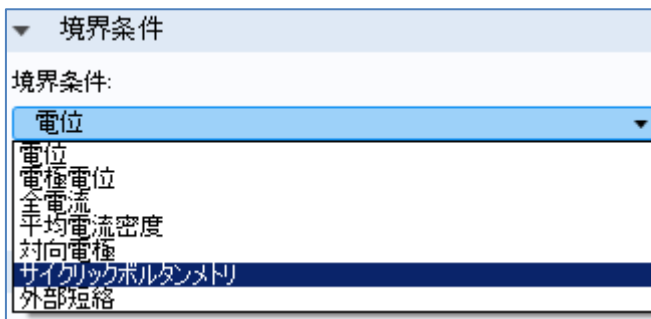 境界条件
境界条件:
電位
電位
電極電位
全電流
平均電流密度
対向電極
サイクリックボルタンメトリ
外部短絡